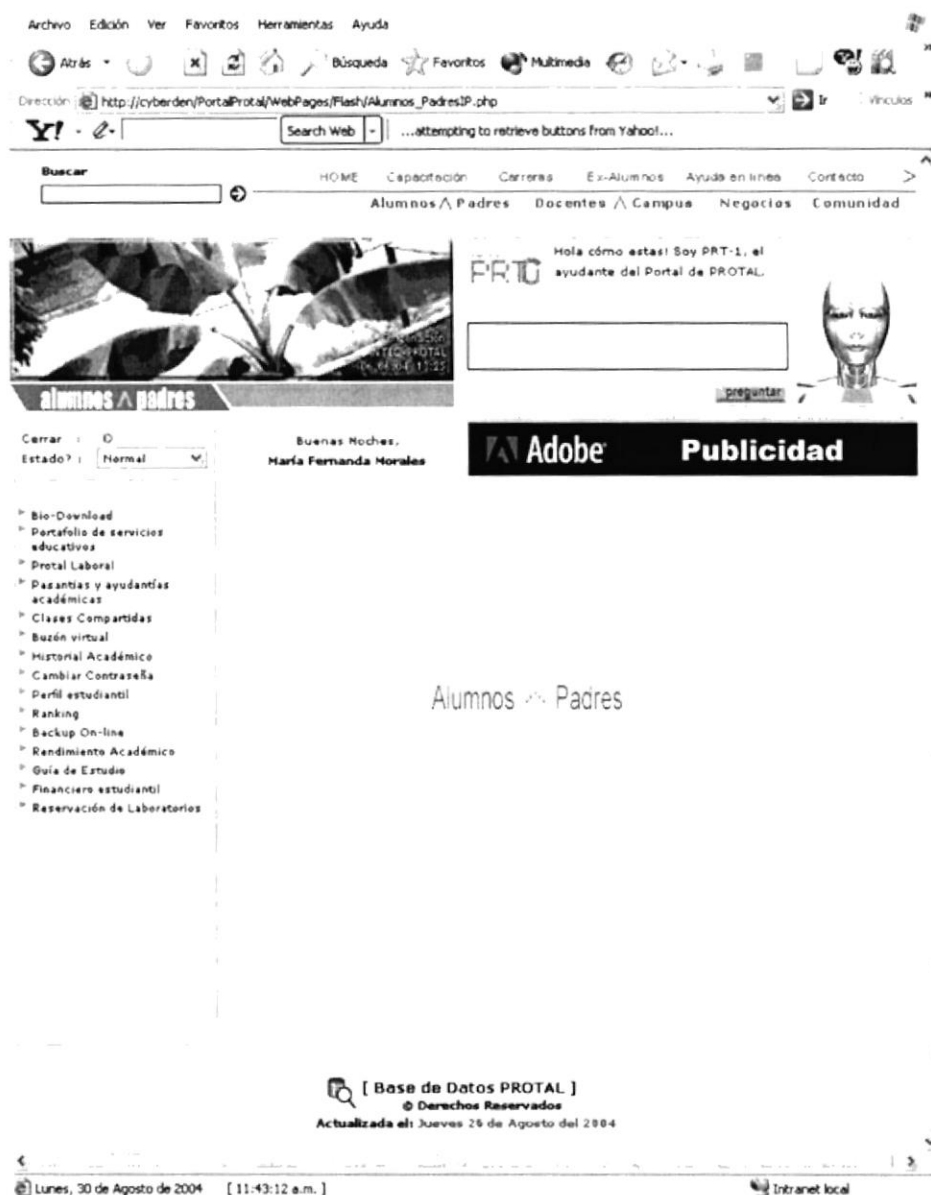 Archivo Edición Ver Favoritos Herramientas Ayuda
Atrás Búsqueda Favoritos Multimedia
Dirección http://cyberden/PortalProtal/WebPages/Flash/Alumnos_PadresIP.php Ir Vínculos »
Y! Search Web ...attempting to retrieve buttons from Yahoo!...
Buscar
HOME Capacitación Carreras Ex-Alumnos Ayuda en línea Contacto >
Alumnos /\ Padres Docentes /\ Campus Negocios Comunidad
Hola cómo estas! Soy PRT-1, el
ayudante del Portal de PROTAL.
preguntar
alumnos /\ padres
Cerrar :
Estado? : Normal
Buenas Noches,
María Fernanda Morales
Adobe Publicidad
Bio-Download
Portafolio de servicios
educativos
Protal Laboral
Pasantías y ayudantías
académicas
Clases Compartidas
Buzón virtual
Historial Académico
Cambiar Contraseña
Perfil estudiantil
Ranking
Backup On-line
Rendimiento Académico
Guía de Estudio
Financiero estudiantil
Reservación de Laboratorios
Alumnos /\ Padres
[ Base de Datos PROTAL ]
© Derechos Reservados
Actualizada el: Jueves 26 de Agosto del 2004
Lunes, 30 de Agosto de 2004 [ 11:43:12 a.m. ] Intranet local